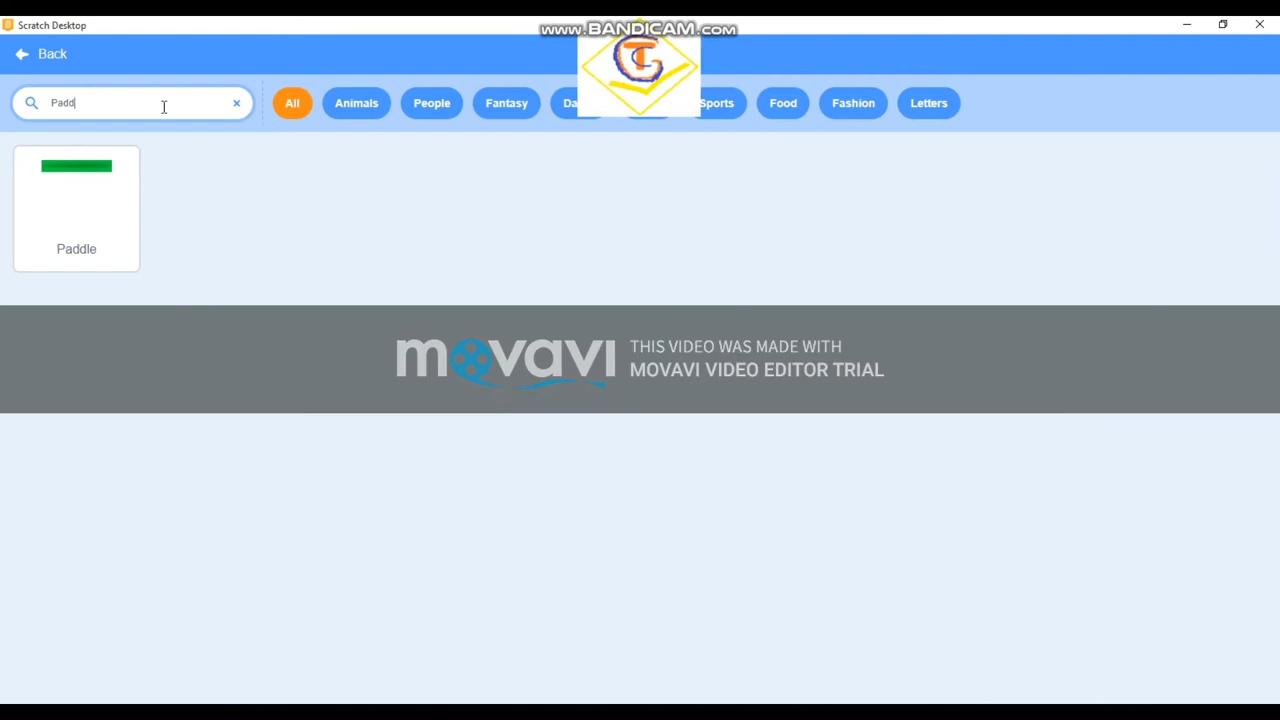 Scratch Desktop
www.BANDICAM.com
Back
Padd
All
Animals
People
Fantasy
Da
Sports
Food
Fashion
Letters
Paddle
movavi
THIS VIDEO WAS MADE WITH
MOVAVI VIDEO EDITOR TRIAL